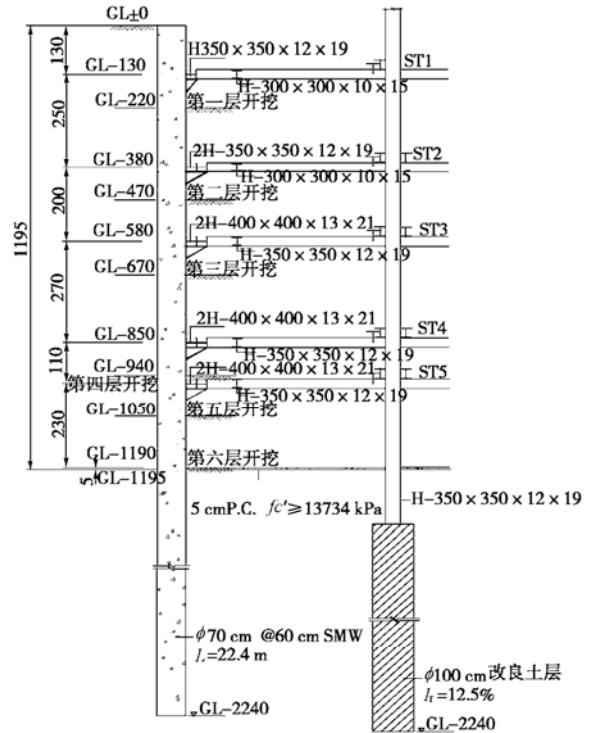 GL±0
130
H350×350×12×19
GL-130
ST1
H-300×300×10×15
250
GL-220
第一层开挖
2H-350×350×12×19
GL-380
ST2
H-300×300×10×15
200
GL-470
第二层开挖
2H-400×400×13×21
GL-580
ST3
H-350×350×12×19
1195
GL-670
第三层开挖
270
2H-400×400×13×21
GL-850
ST4
H-350×350×12×19
110
GL-940
2H-400×400×13×21
ST5
第四层开挖
H-350×350×12×19
GL-1050
第五层开挖
230
GL-1190
第六层开挖
5
GL-1195
5 cmP.C. fc'≥13734 kPa
H-350×350×12×19
ϕ70 cm @60 cm SMW
L=22.4 m
ϕ100 cm 改良土层
Ir=12.5%
GL-2240
GL-2240